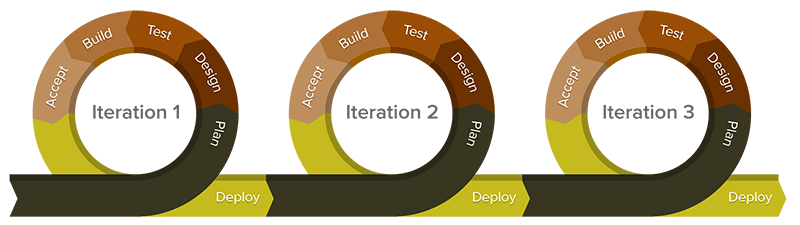 Accept
Build
Test
Design
Plan
Iteration 1
Deploy
Accept
Build
Test
Design
Plan
Iteration 2
Deploy
Accept
Build
Test
Design
Plan
Iteration 3
Deploy